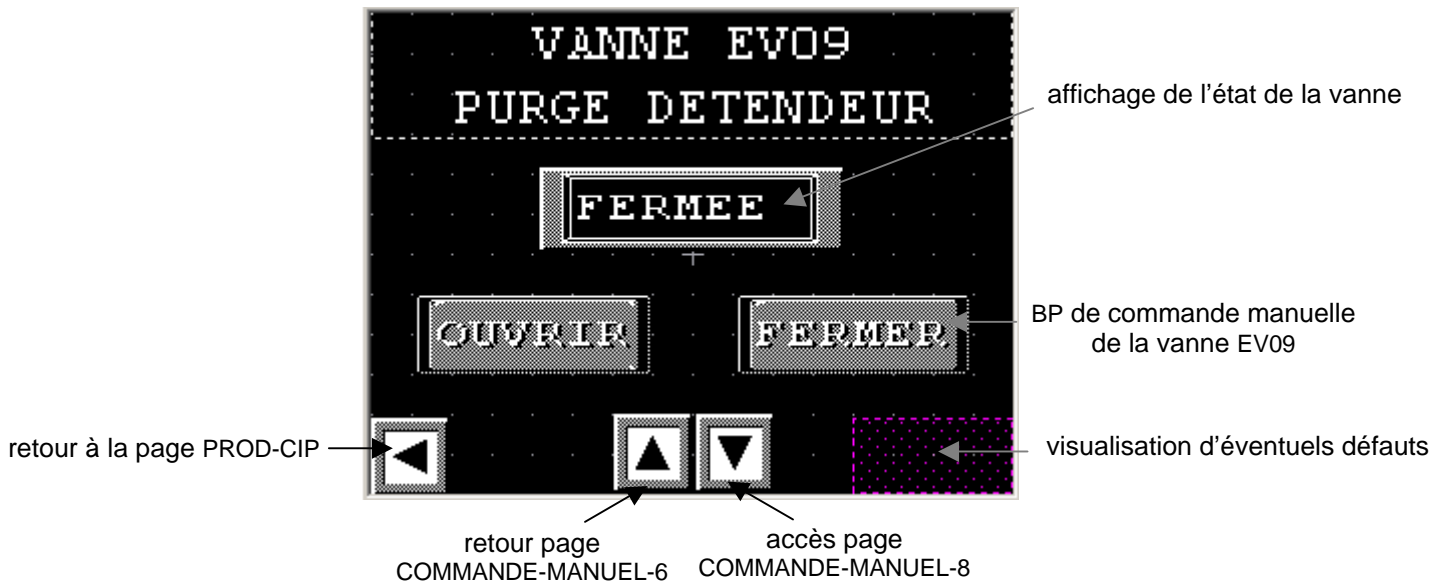 VANNE EV09
PURGE DETENDEUR
affichage de l’état de la vanne
FERMEE
OUVRIR
FERMER
BP de commande manuelle
de la vanne EV09
retour à la page PROD-CIP
visualisation d’éventuels défauts
retour page
COMMANDE-MANUEL-6
accès page
COMMANDE-MANUEL-8